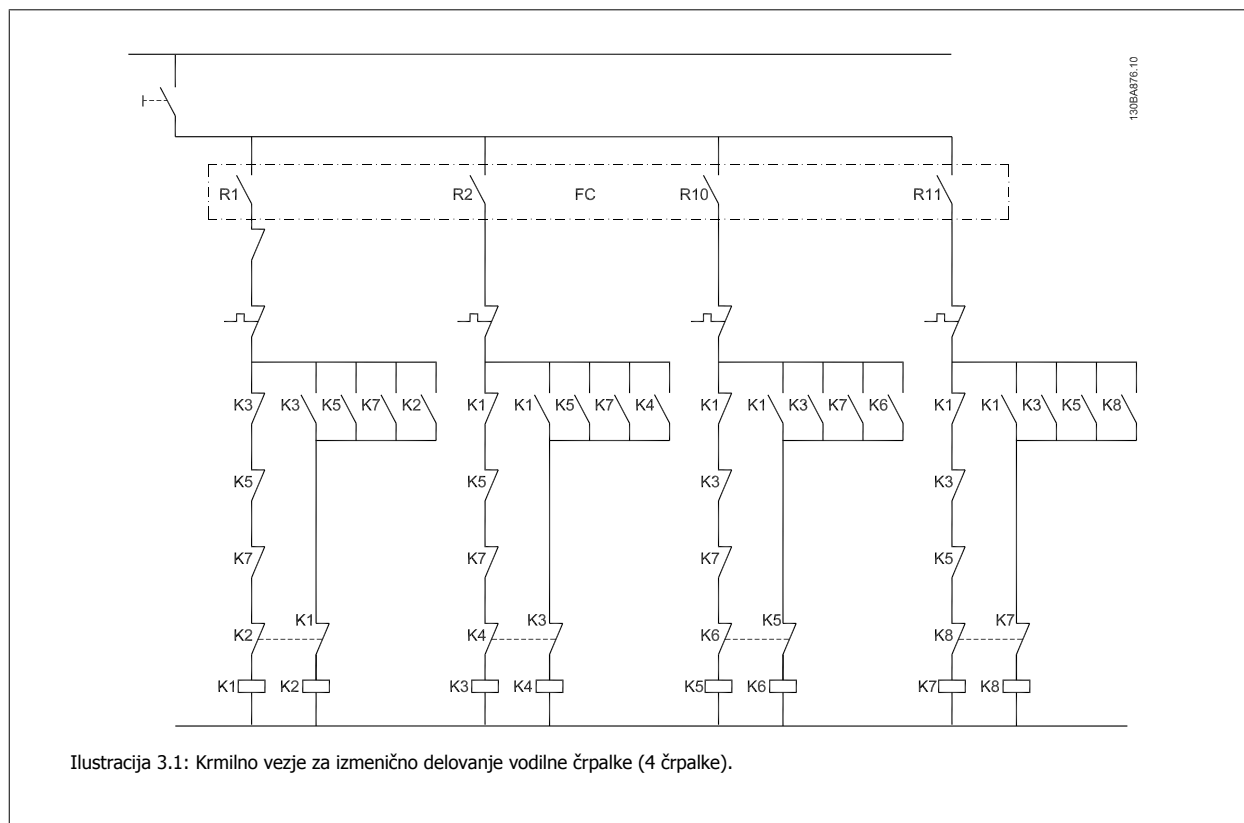 130BA876.10
R1 R2 FC R10 R11
K3 K3 K5 K7 K2 K1 K1 K5 K7 K4 K1 K1 K3 K7 K6 K1 K1 K3 K5 K8
K5 K5 K3 K3
K7 K7 K7 K5
K2 K1 K4 K3 K6 K5 K8 K7
K1 K2 K3 K4 K5 K6 K7 K8
Ilustracija 3.1: Krmilno vezje za izmenično delovanje vodilne črpalke (4 črpalke).